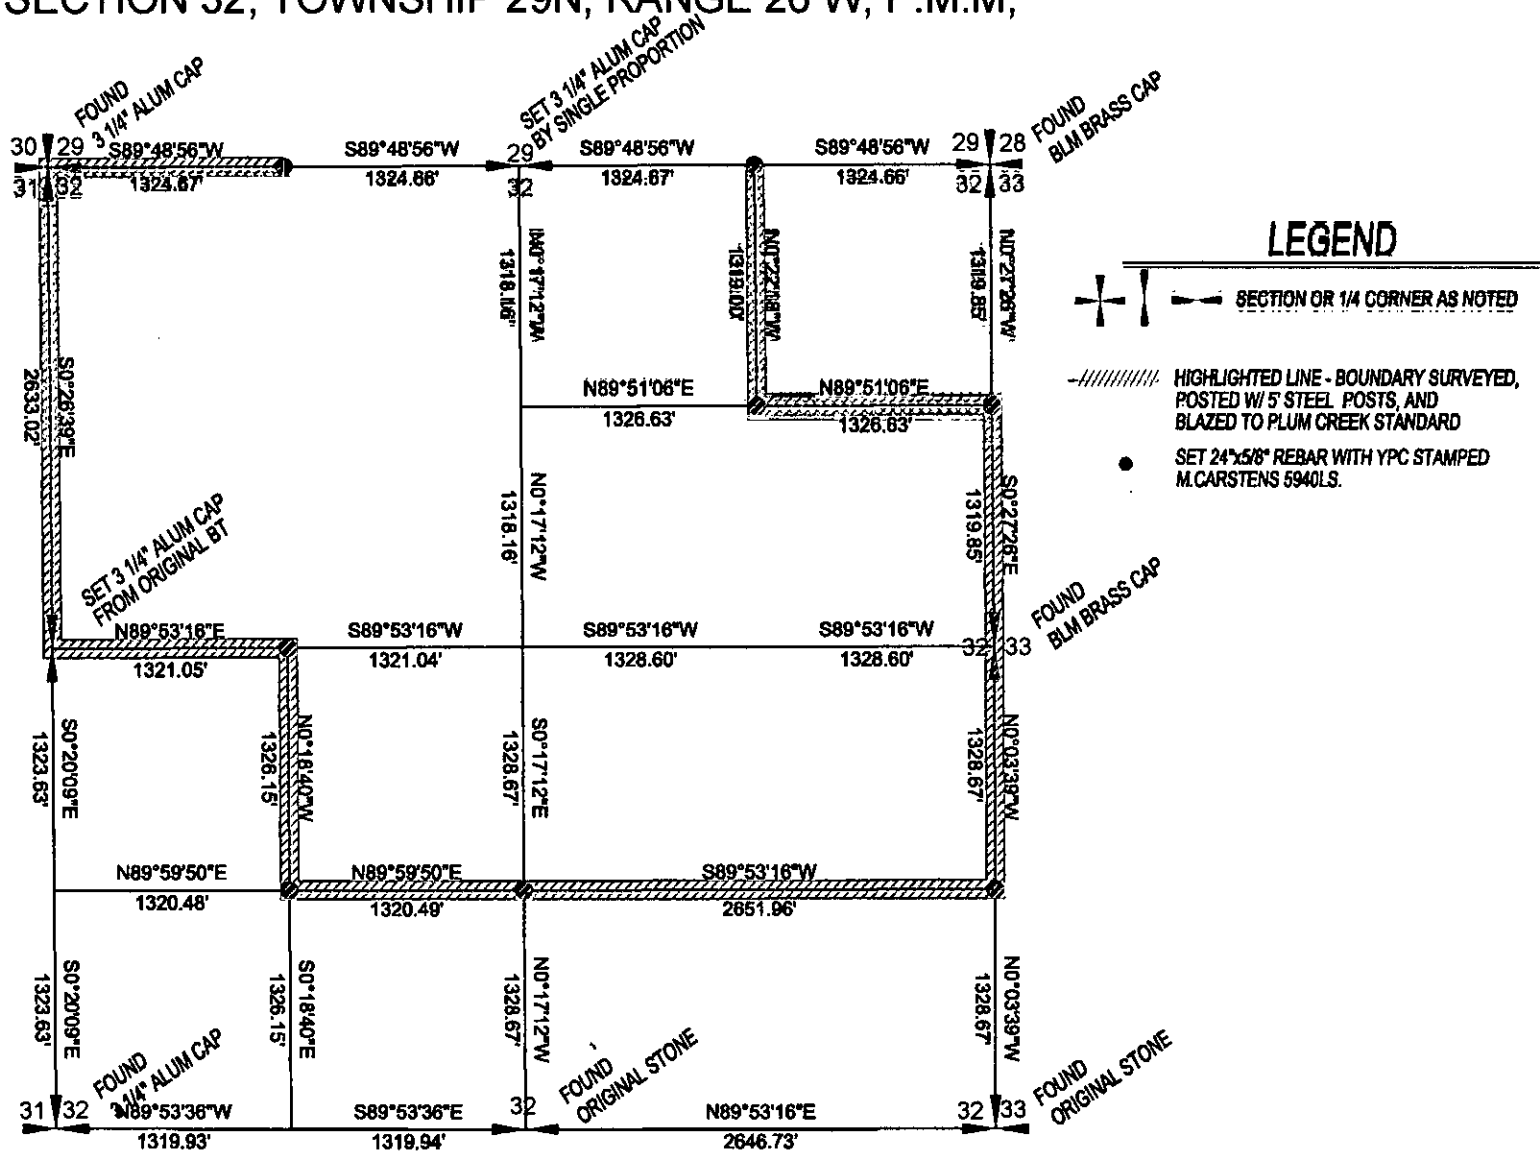 SECTION 32, TOWNSHIP 29N, RANGE 26 W, P.M.M,
FOUND
3 1/4" ALUM CAP
SET 3 1/4" ALUM CAP
BY SINGLE PROPORTION
FOUND
BLM BRASS CAP
30 29
31 32
29
32
29 28
32 33
S89°48'56"W
1324.67'
S89°48'56"W
1324.66'
S89°48'56"W
1324.67'
S89°48'56"W
1324.66'
N0°17'12"W
N0°22'18"W
1319.00'
N0°27'26"W
1319.85'
LEGEND
SECTION OR 1/4 CORNER AS NOTED
HIGHLIGHTED LINE - BOUNDARY SURVEYED,
POSTED W/ 5' STEEL POSTS, AND
BLAZED TO PLUM CREEK STANDARD
SET 24"x5/8" REBAR WITH YPC STAMPED
M.CARSTENS 5940LS.
S0°26'39"E
2633.02'
N89°51'06"E
1326.63'
N89°51'06"E
1326.63'
N0°17'12"W
1318.16'
S0°27'26"E
1319.85'
SET 3 1/4" ALUM CAP
FROM ORIGINAL BT
FOUND
BLM BRASS CAP
32 33
N89°53'16"E
1321.05'
S89°53'16"W
1321.04'
S89°53'16"W
1328.60'
S89°53'16"W
1328.60'
S0°20'09"E
1323.63'
N0°18'40"W
1326.15'
S0°17'12"E
1328.67'
N0°03'39"W
1328.67'
N89°59'50"E
1320.48'
N89°59'50"E
1320.49'
S89°53'16"W
2651.96'
S0°20'09"E
1323.63'
S0°18'40"E
1326.15'
N0°17'12"W
1328.67'
N0°03'39"W
1328.67'
FOUND
3 1/4" ALUM CAP
FOUND
ORIGINAL STONE
FOUND
ORIGINAL STONE
31 32
32
32 33
N89°53'36"W
1319.93'
S89°53'36"E
1319.94'
N89°53'16"E
2646.73'